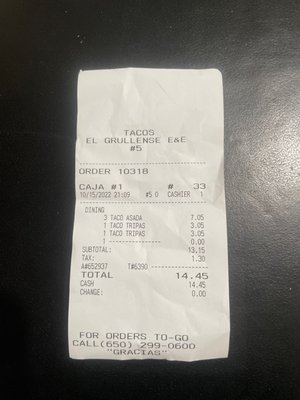 TACOS
EL GRULLENSE E&E
#5
ORDER 10318
CAJA #1 # 33
10/15/2022 21:09 #5 0 CASHIER 1
DINING
3 TACO ASADA 7.05
1 TACO TRIPAS 3.05
1 TACO TRIPAS 3.05
1 ---------- 0.00
SUBTOTAL: 13.15
TAX: 1.30
A#652937 T#6390
TOTAL 14.45
CASH 14.45
CHANGE: 0.00
FOR ORDERS TO-GO
CALL(650) 299-0600
"GRACIAS"